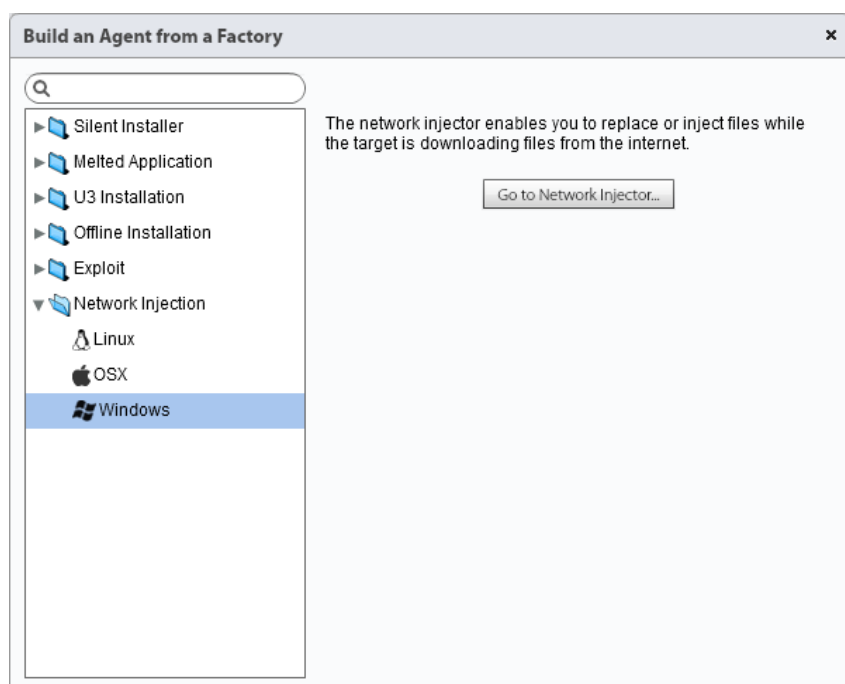 Build an Agent from a Factory
Silent Installer
Melted Application
U3 Installation
Offline Installation
Exploit
Network Injection
Linux
OSX
Windows
The network injector enables you to replace or inject files while
the target is downloading files from the internet.
Go to Network Injector...